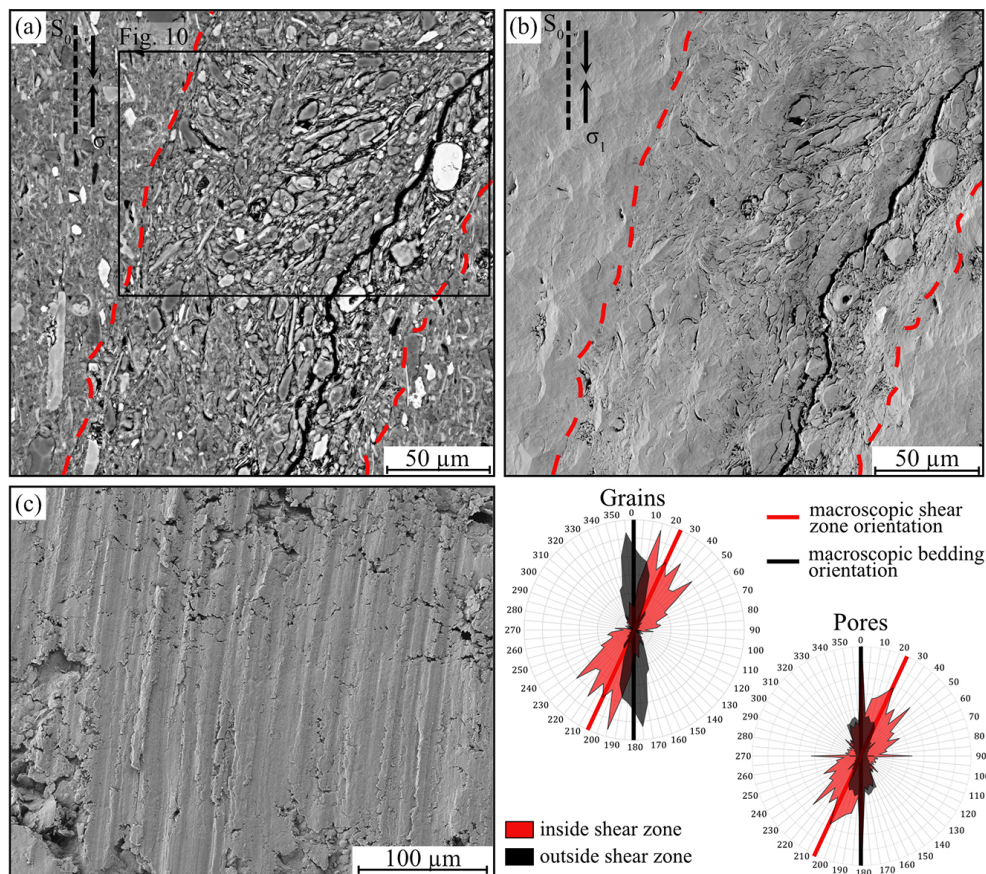 (a)
S0
Fig. 10
σ
50 µm
(b)
S0
σ1
50 µm
(c)
100 µm
Grains
0 10 20 30 40 50 60 70 80 90 100 110 120 130 140 150 160 170 180 190 200 210 220 230 240 250 260 270 280 290 300 310 320 330 340 350
macroscopic shear
zone orientation
macroscopic bedding
orientation
Pores
0 10 20 30 40 50 60 70 80 90 100 110 120 130 140 150 160 170 180 190 200 210 220 230 240 250 260 270 280 290 300 310 320 330 340 350
inside shear zone
outside shear zone